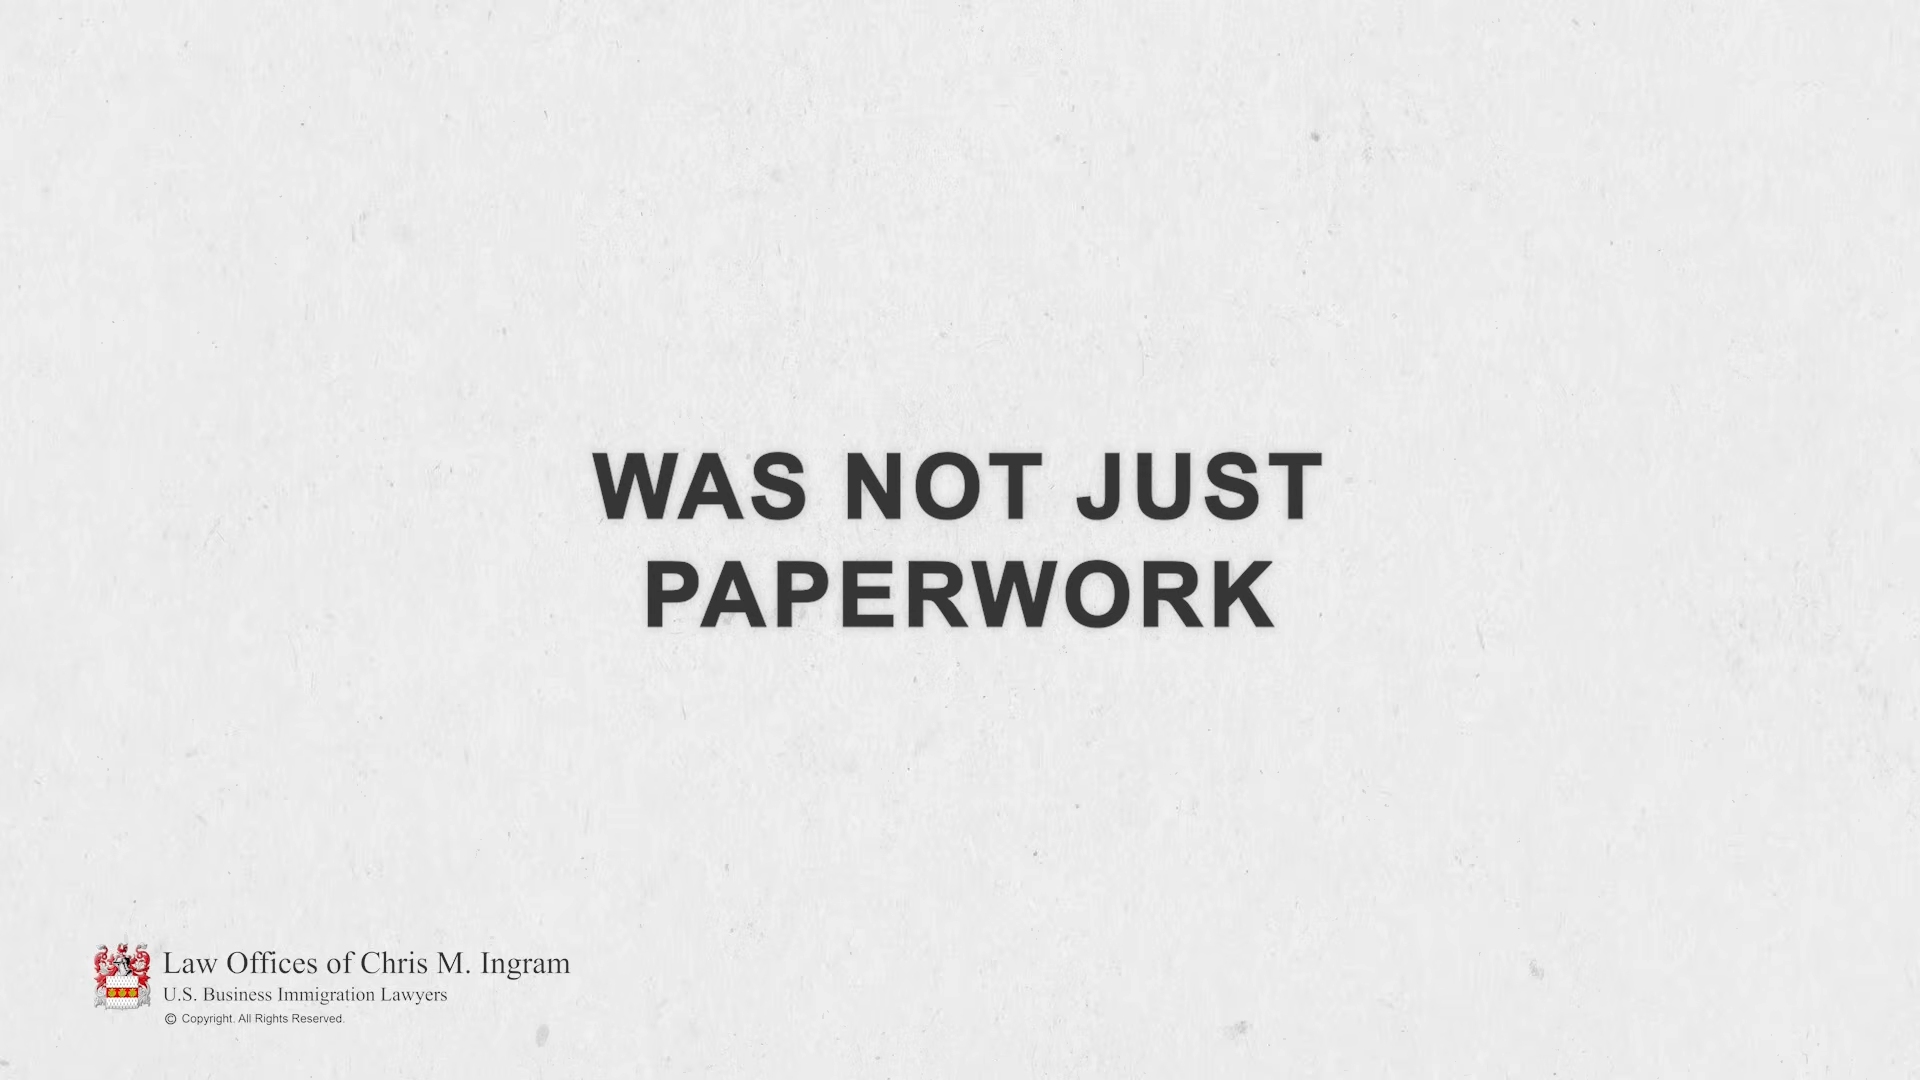 WAS NOT JUST
PAPERWORK
Law Offices of Chris M. Ingram
U.S. Business Immigration Lawyers
© Copyright. All Rights Reserved.